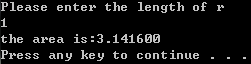 Please enter the length of r
1
the area is:3.141600
Press any key to continue . . .